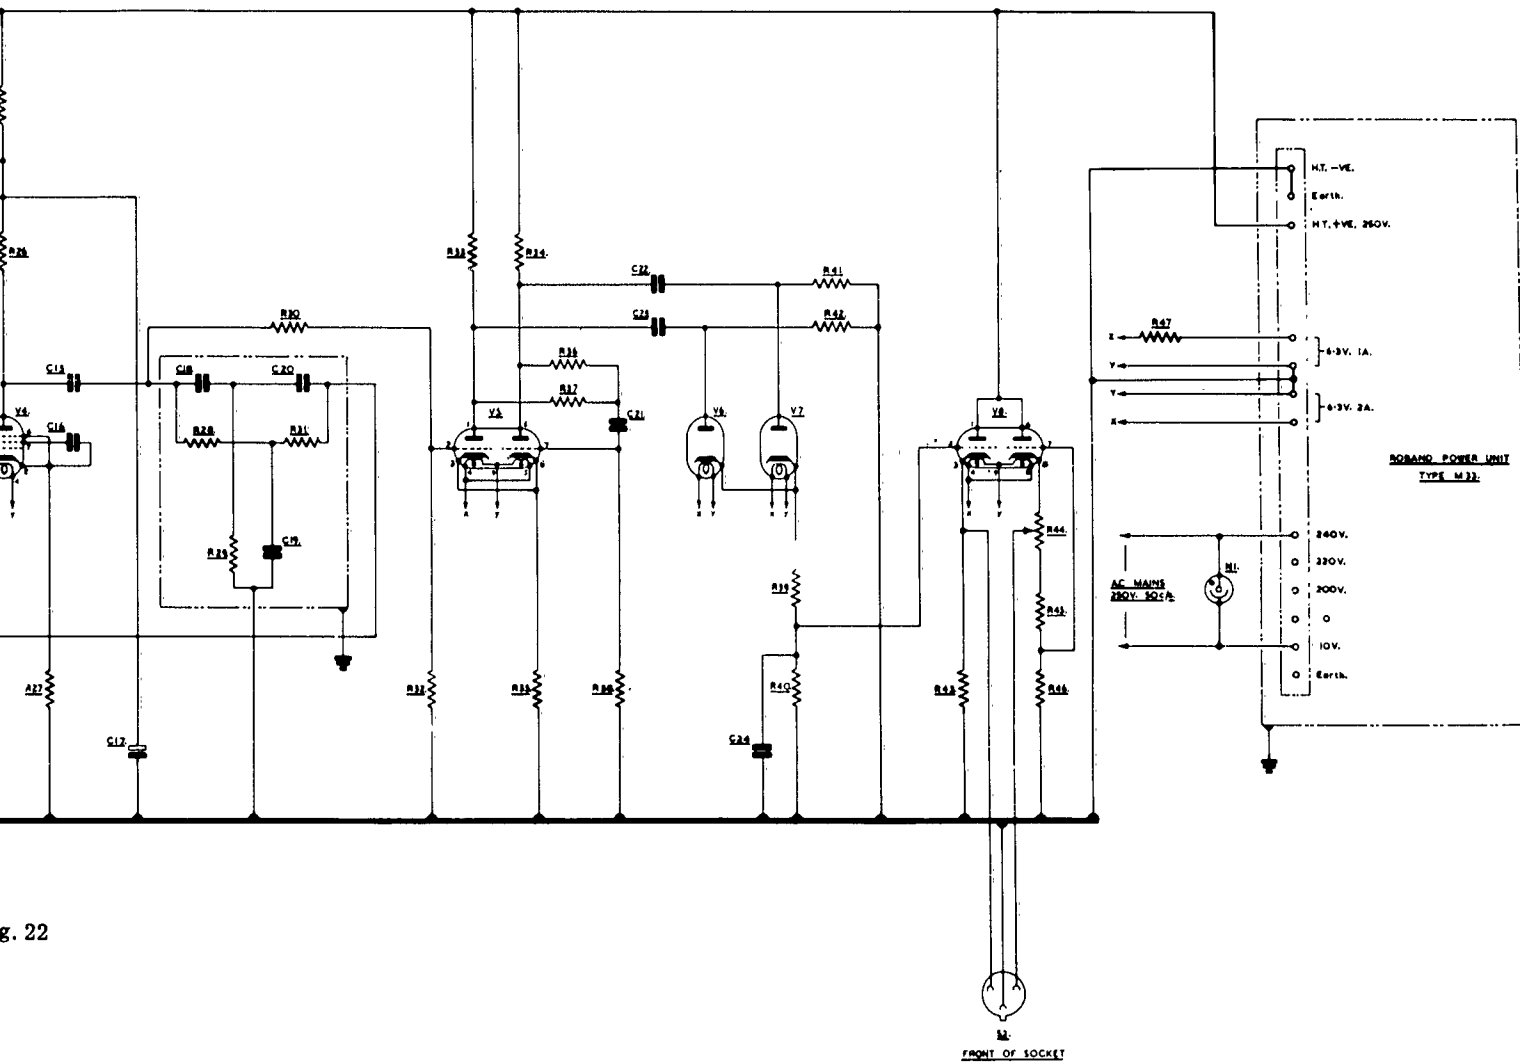 H.T. -VE.
Earth.
H.T. +VE. 250V.
R26
R33
R34
C22
R41
C23
R42
R30
R47
X
6·3V. 1A.
Y
Y
6·3V. 2A.
X
R36
R37
C15
C18
C20
C21
V4
C16
V5
V6
V7
V8
R28
R31
ROBAND POWER UNIT
TYPE M33.
X Y
X Y
X Y
X Y
Y
R29
C19
R44
N1.
240V.
220V.
200V.
O
10V.
Earth.
AC MAINS
250V. 50c/s.
R39
R45
R27
R32
R35
R38
R40
R43
R46
C17
C24
g. 22
S2.
FRONT OF SOCKET